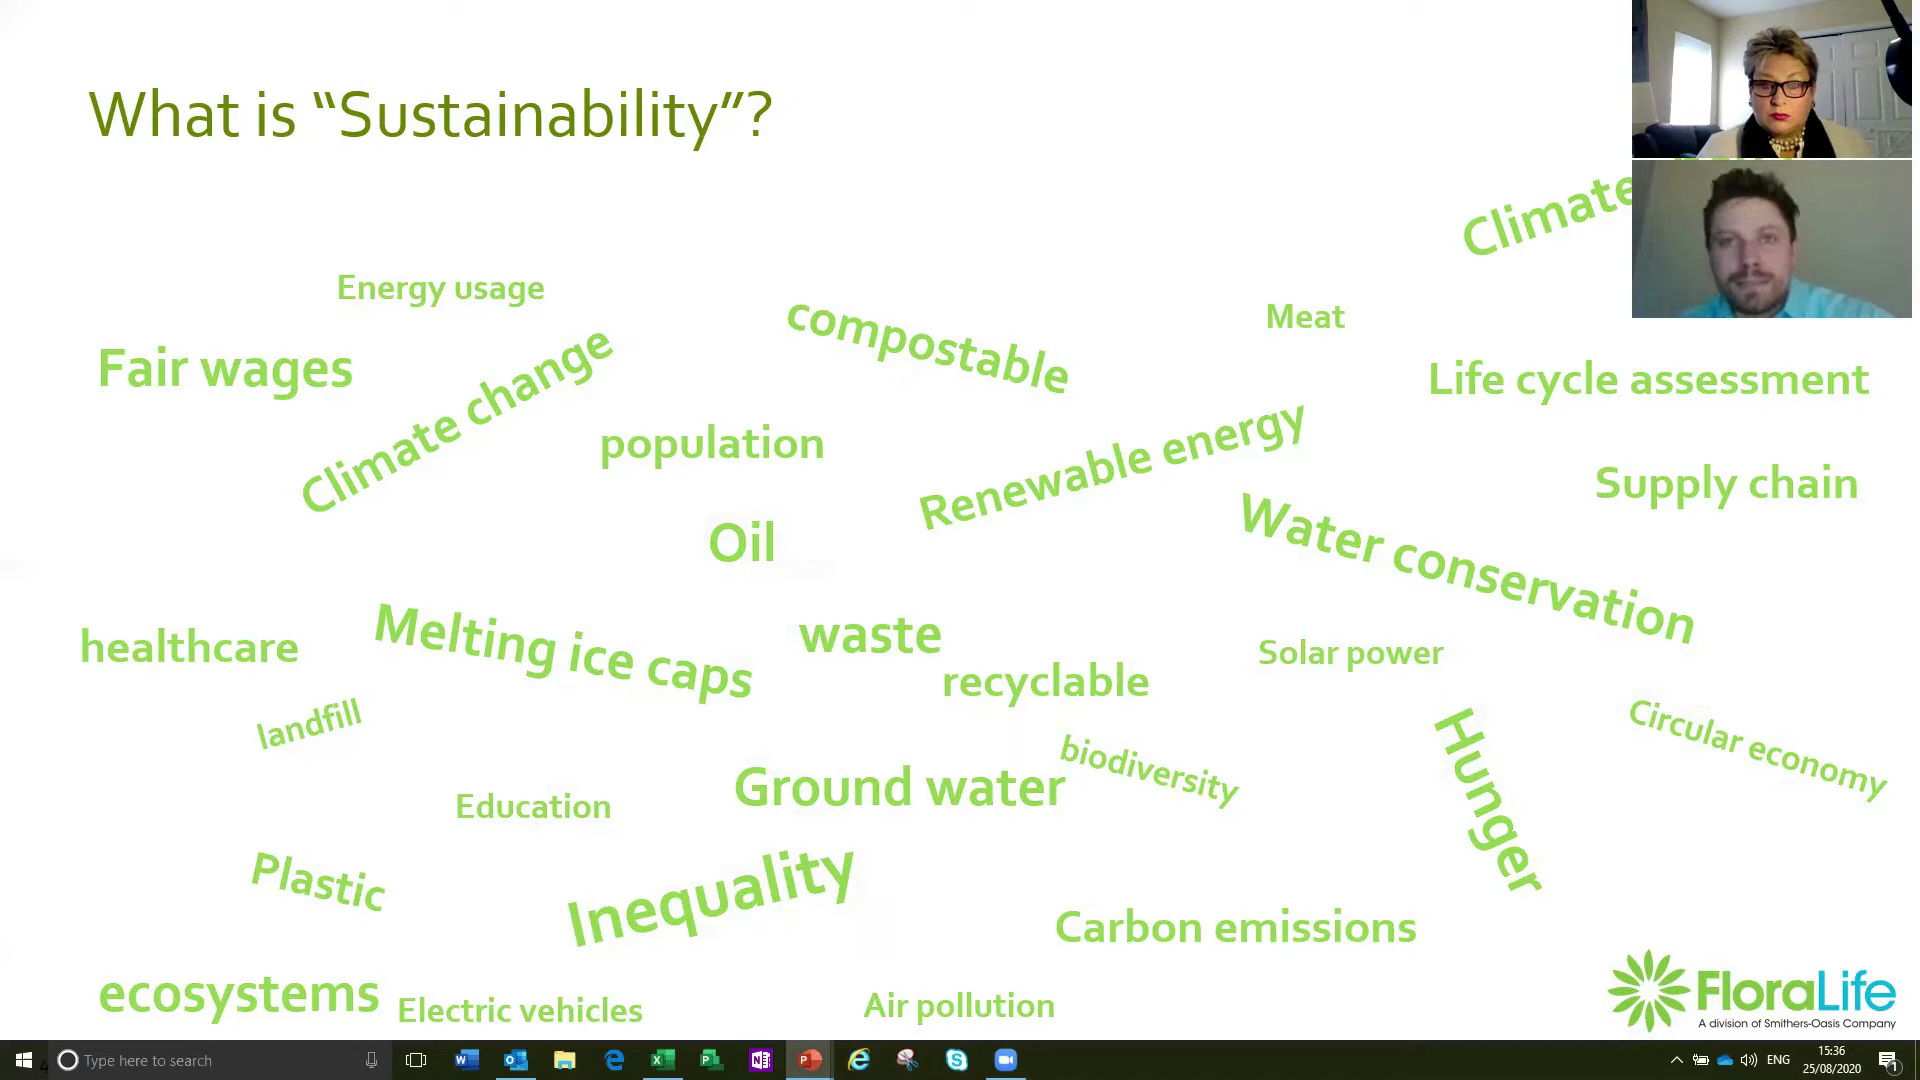 What is “Sustainability”?
Climate
Energy usage
compostable
Meat
Fair wages
Climate change
Life cycle assessment
population
Renewable energy
Supply chain
Oil
Water conservation
healthcare
Melting ice caps
waste
Solar power
recyclable
landfill
Circular economy
biodiversity
Hunger
Ground water
Education
Plastic
Inequality
Carbon emissions
ecosystems
Electric vehicles
Air pollution
FloraLife
A division of Smithers-Oasis Company
Type here to search
ENG
15:36
25/08/2020